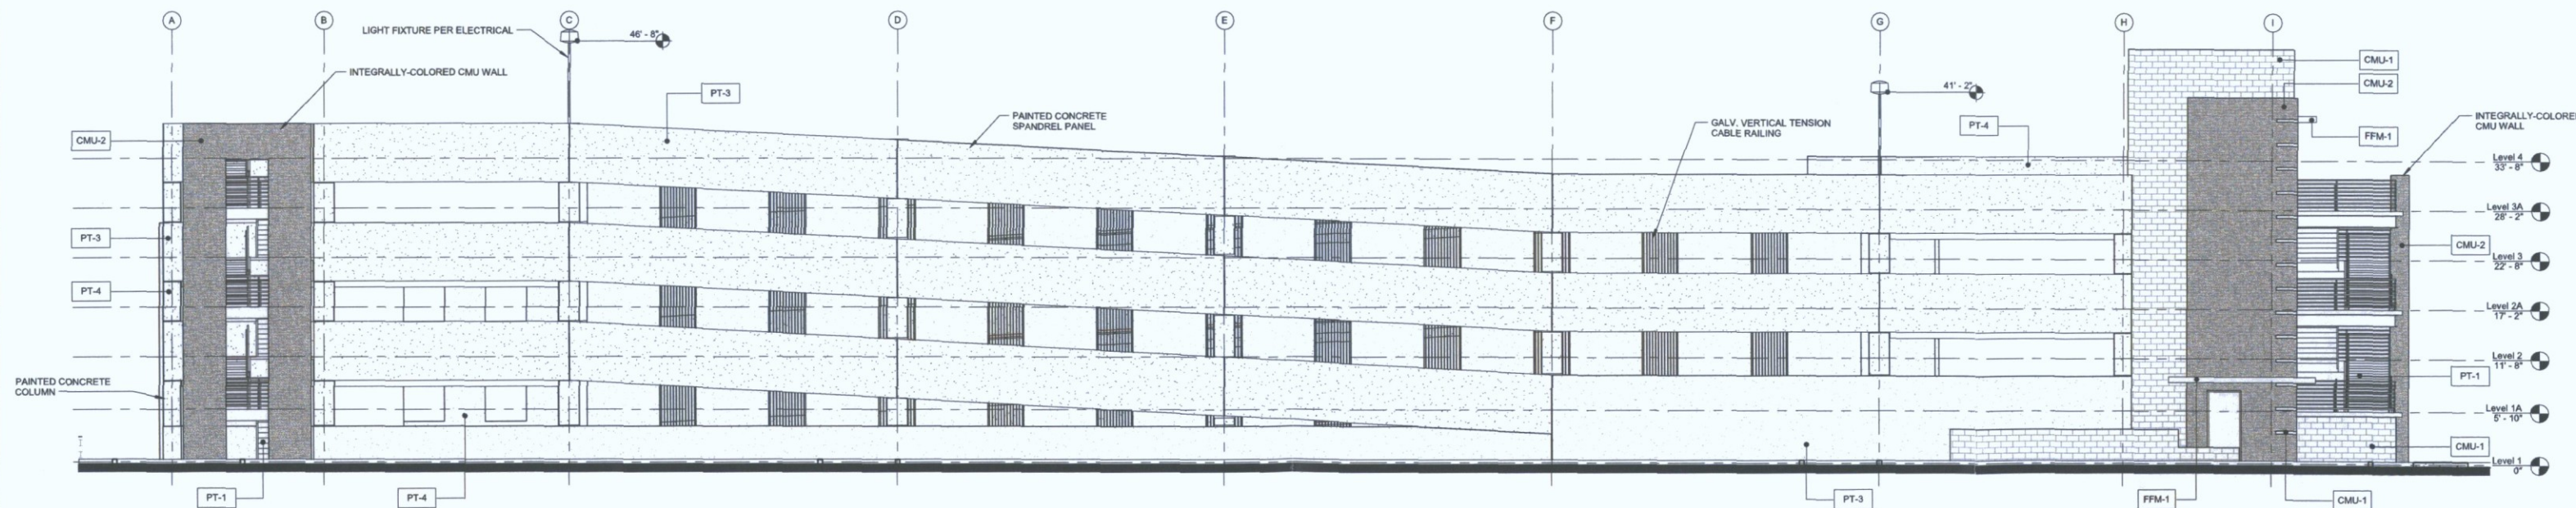 A
B
C
D
E
F
G
H
I
LIGHT FIXTURE PER ELECTRICAL
46' - 8"
INTEGRALLY-COLORED CMU WALL
PT-3
PAINTED CONCRETE
SPANDREL PANEL
GALV. VERTICAL TENSION
CABLE RAILING
41' - 2"
PT-4
CMU-1
CMU-2
FFM-1
INTEGRALLY-COLORED
CMU WALL
CMU-2
Level 4
33' - 8"
Level 3A
28' - 2"
PT-3
CMU-2
Level 3
22' - 8"
PT-4
Level 2A
17' - 2"
Level 2
11' - 8"
PAINTED CONCRETE
COLUMN
PT-1
Level 1A
5' - 10"
CMU-1
Level 1
0"
PT-1
PT-4
PT-3
FFM-1
CMU-1